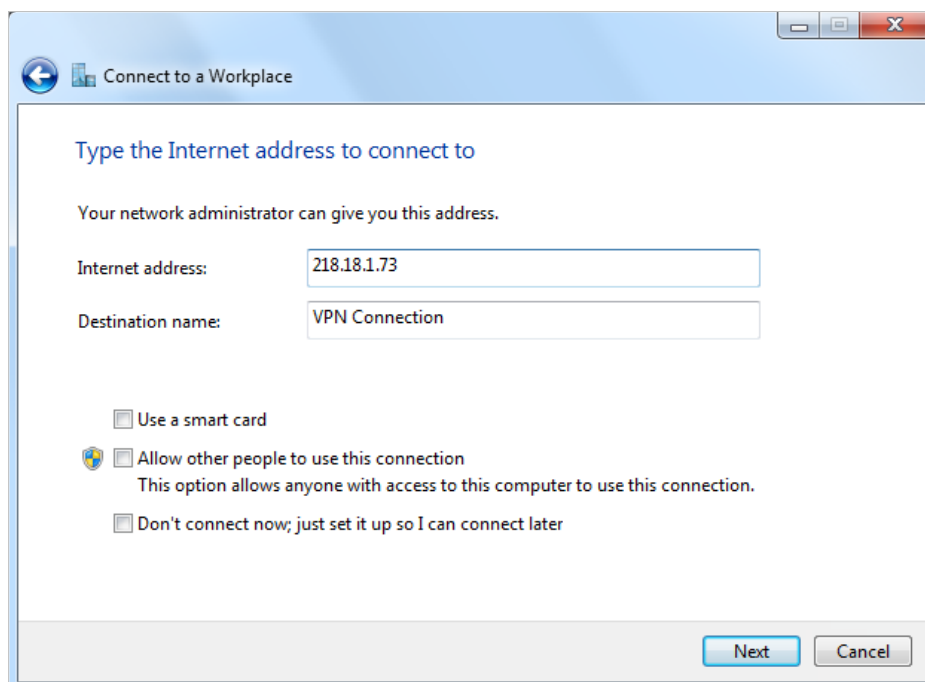 Connect to a Workplace
Type the Internet address to connect to
Your network administrator can give you this address.
Internet address: 218.18.1.73
Destination name: VPN Connection
Use a smart card
Allow other people to use this connection
This option allows anyone with access to this computer to use this connection.
Don't connect now; just set it up so I can connect later
Next Cancel